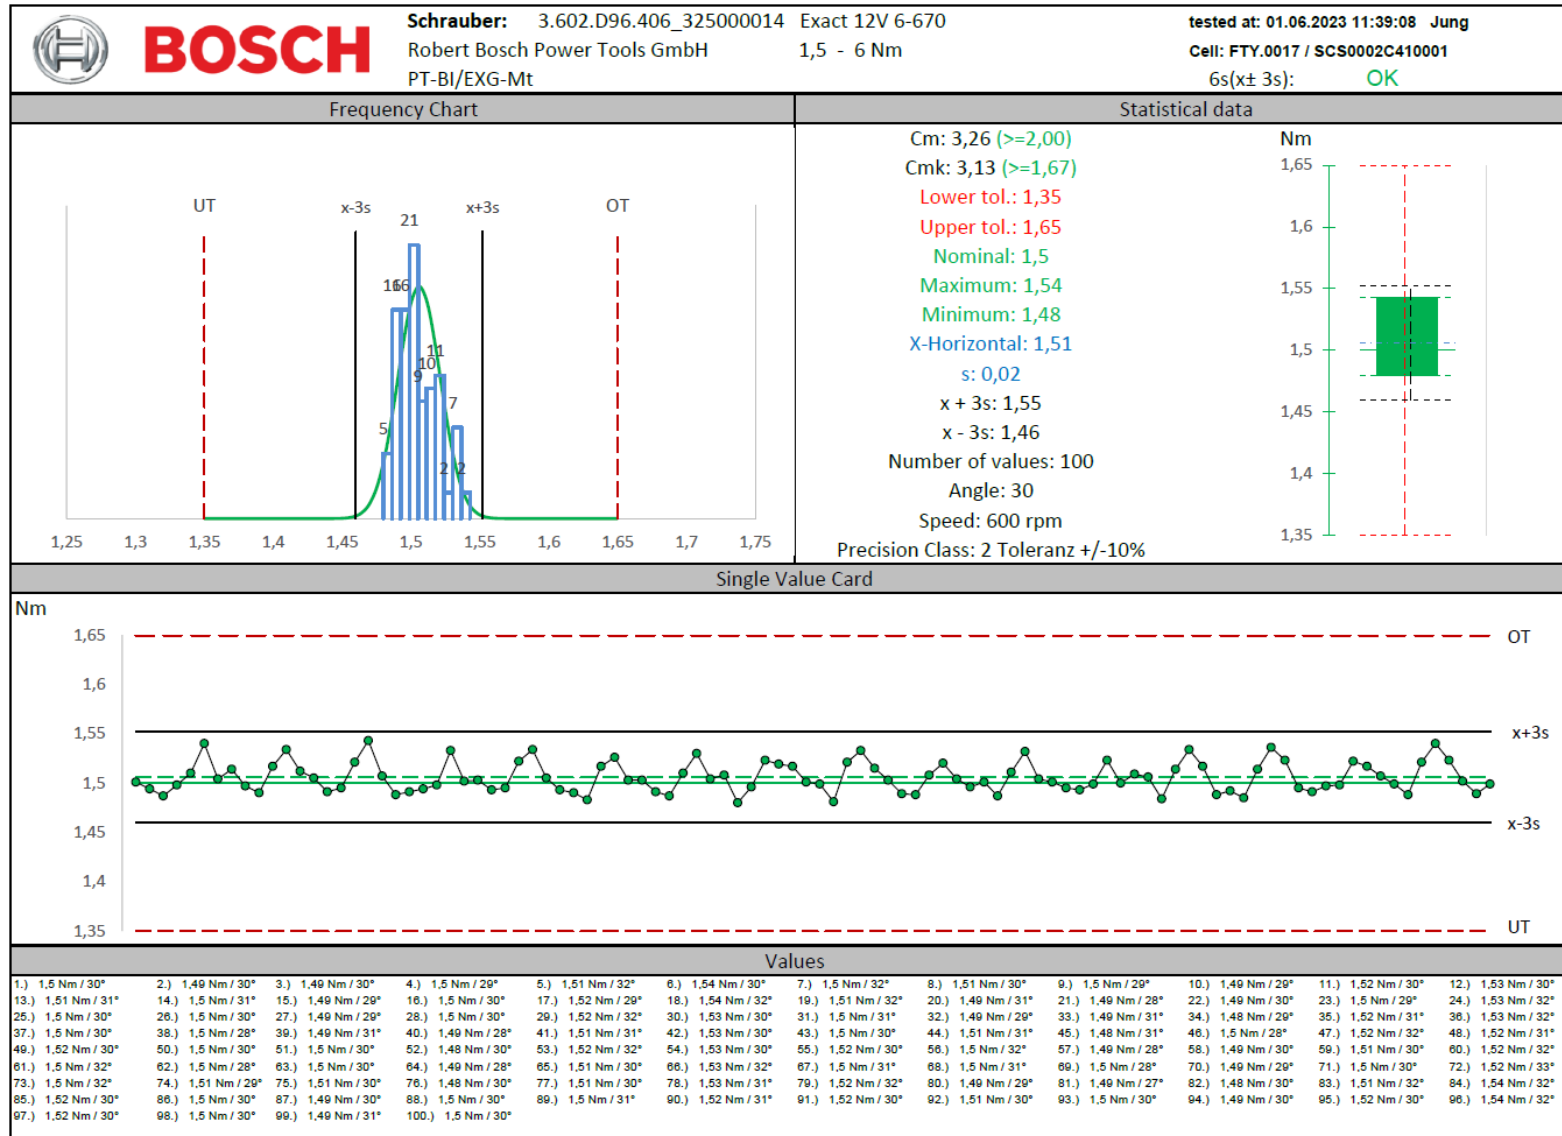 BOSCH
Schrauber: 3.602.D96.406_325000014 Exact 12V 6-670
Robert Bosch Power Tools GmbH 1,5 - 6 Nm
PT-BI/EXG-Mt
tested at: 01.06.2023 11:39:08 Jung
Cell: FTY.0017 / SCS0002C410001
6s(x± 3s): OK
Frequency Chart
UT x-3s x+3s OT
21
16 16
11
10
9
7
5
2 2
1,25 1,3 1,35 1,4 1,45 1,5 1,55 1,6 1,65 1,7 1,75
Statistical data
Cm: 3,26 (>=2,00)
Cmk: 3,13 (>=1,67)
Lower tol.: 1,35
Upper tol.: 1,65
Nominal: 1,5
Maximum: 1,54
Minimum: 1,48
X-Horizontal: 1,51
s: 0,02
x + 3s: 1,55
x - 3s: 1,46
Number of values: 100
Angle: 30
Speed: 600 rpm
Precision Class: 2 Toleranz +/-10%
Nm
1,65
1,6
1,55
1,5
1,45
1,4
1,35
Single Value Card
Nm
1,65 OT
1,6
1,55 x+3s
1,5
1,45 x-3s
1,4
1,35 UT
Values
1.) 1,5 Nm / 30° 2.) 1,49 Nm / 30° 3.) 1,49 Nm / 30° 4.) 1,5 Nm / 29° 5.) 1,51 Nm / 32° 6.) 1,54 Nm / 30° 7.) 1,5 Nm / 32° 8.) 1,51 Nm / 30° 9.) 1,5 Nm / 29° 10.) 1,49 Nm / 29° 11.) 1,52 Nm / 30° 12.) 1,53 Nm / 30°
13.) 1,51 Nm / 31° 14.) 1,5 Nm / 31° 15.) 1,49 Nm / 29° 16.) 1,5 Nm / 30° 17.) 1,52 Nm / 29° 18.) 1,54 Nm / 32° 19.) 1,51 Nm / 32° 20.) 1,49 Nm / 31° 21.) 1,49 Nm / 28° 22.) 1,49 Nm / 30° 23.) 1,5 Nm / 29° 24.) 1,53 Nm / 32°
25.) 1,5 Nm / 30° 26.) 1,5 Nm / 30° 27.) 1,49 Nm / 29° 28.) 1,5 Nm / 30° 29.) 1,52 Nm / 32° 30.) 1,53 Nm / 30° 31.) 1,5 Nm / 31° 32.) 1,49 Nm / 29° 33.) 1,49 Nm / 31° 34.) 1,48 Nm / 29° 35.) 1,52 Nm / 31° 36.) 1,53 Nm / 32°
37.) 1,5 Nm / 30° 38.) 1,5 Nm / 28° 39.) 1,49 Nm / 31° 40.) 1,49 Nm / 28° 41.) 1,51 Nm / 31° 42.) 1,53 Nm / 30° 43.) 1,5 Nm / 30° 44.) 1,51 Nm / 31° 45.) 1,48 Nm / 31° 46.) 1,5 Nm / 28° 47.) 1,52 Nm / 32° 48.) 1,52 Nm / 31°
49.) 1,52 Nm / 30° 50.) 1,5 Nm / 30° 51.) 1,5 Nm / 30° 52.) 1,48 Nm / 30° 53.) 1,52 Nm / 32° 54.) 1,53 Nm / 30° 55.) 1,52 Nm / 30° 56.) 1,5 Nm / 32° 57.) 1,49 Nm / 28° 58.) 1,49 Nm / 30° 59.) 1,51 Nm / 30° 60.) 1,52 Nm / 32°
61.) 1,5 Nm / 32° 62.) 1,5 Nm / 28° 63.) 1,5 Nm / 30° 64.) 1,49 Nm / 28° 65.) 1,51 Nm / 30° 66.) 1,53 Nm / 32° 67.) 1,5 Nm / 31° 68.) 1,5 Nm / 31° 69.) 1,5 Nm / 28° 70.) 1,49 Nm / 29° 71.) 1,5 Nm / 30° 72.) 1,52 Nm / 33°
73.) 1,5 Nm / 32° 74.) 1,51 Nm / 29° 75.) 1,51 Nm / 30° 76.) 1,48 Nm / 30° 77.) 1,51 Nm / 30° 78.) 1,53 Nm / 31° 79.) 1,52 Nm / 32° 80.) 1,49 Nm / 29° 81.) 1,49 Nm / 27° 82.) 1,48 Nm / 30° 83.) 1,51 Nm / 32° 84.) 1,54 Nm / 32°
85.) 1,52 Nm / 30° 86.) 1,5 Nm / 30° 87.) 1,49 Nm / 30° 88.) 1,5 Nm / 30° 89.) 1,5 Nm / 31° 90.) 1,52 Nm / 31° 91.) 1,52 Nm / 30° 92.) 1,51 Nm / 30° 93.) 1,5 Nm / 30° 94.) 1,49 Nm / 30° 95.) 1,52 Nm / 30° 96.) 1,54 Nm / 32°
97.) 1,52 Nm / 30° 98.) 1,5 Nm / 30° 99.) 1,49 Nm / 31° 100.) 1,5 Nm / 30°